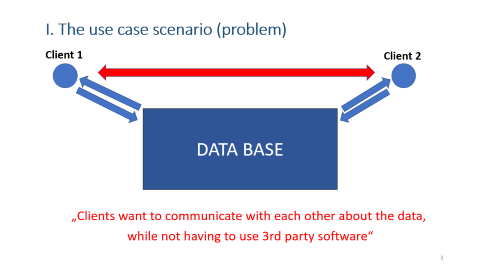 I. The use case scenario (problem)
Client 1
Client 2
DATA BASE
„Clients want to communicate with each other about the data,
while not having to use 3rd party software“
3